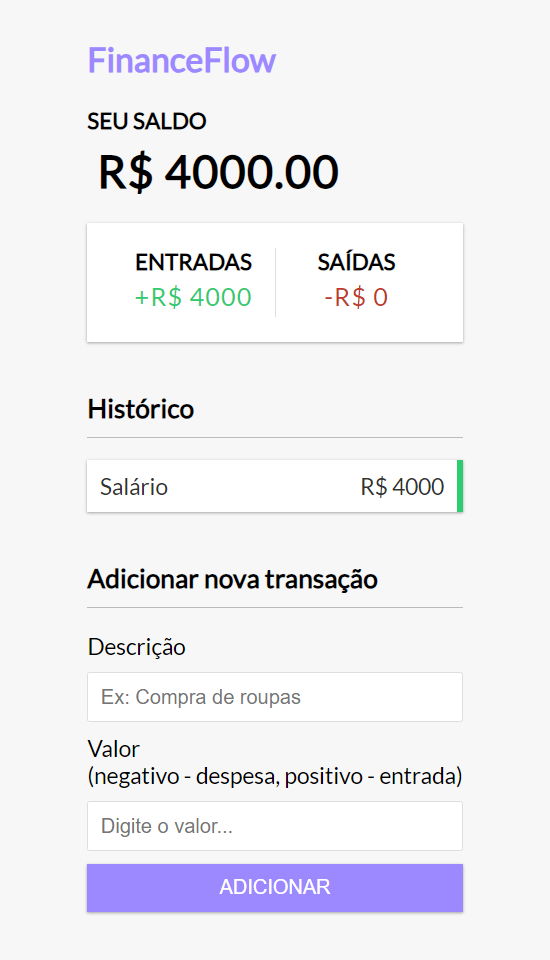 FinanceFlow
SEU SALDO
R$ 4000.00
ENTRADAS
+R$ 4000
SAÍDAS
-R$ 0
Histórico
Salário R$ 4000
Adicionar nova transação
Descrição
Ex: Compra de roupas
Valor
(negativo - despesa, positivo - entrada)
Digite o valor...
ADICIONAR